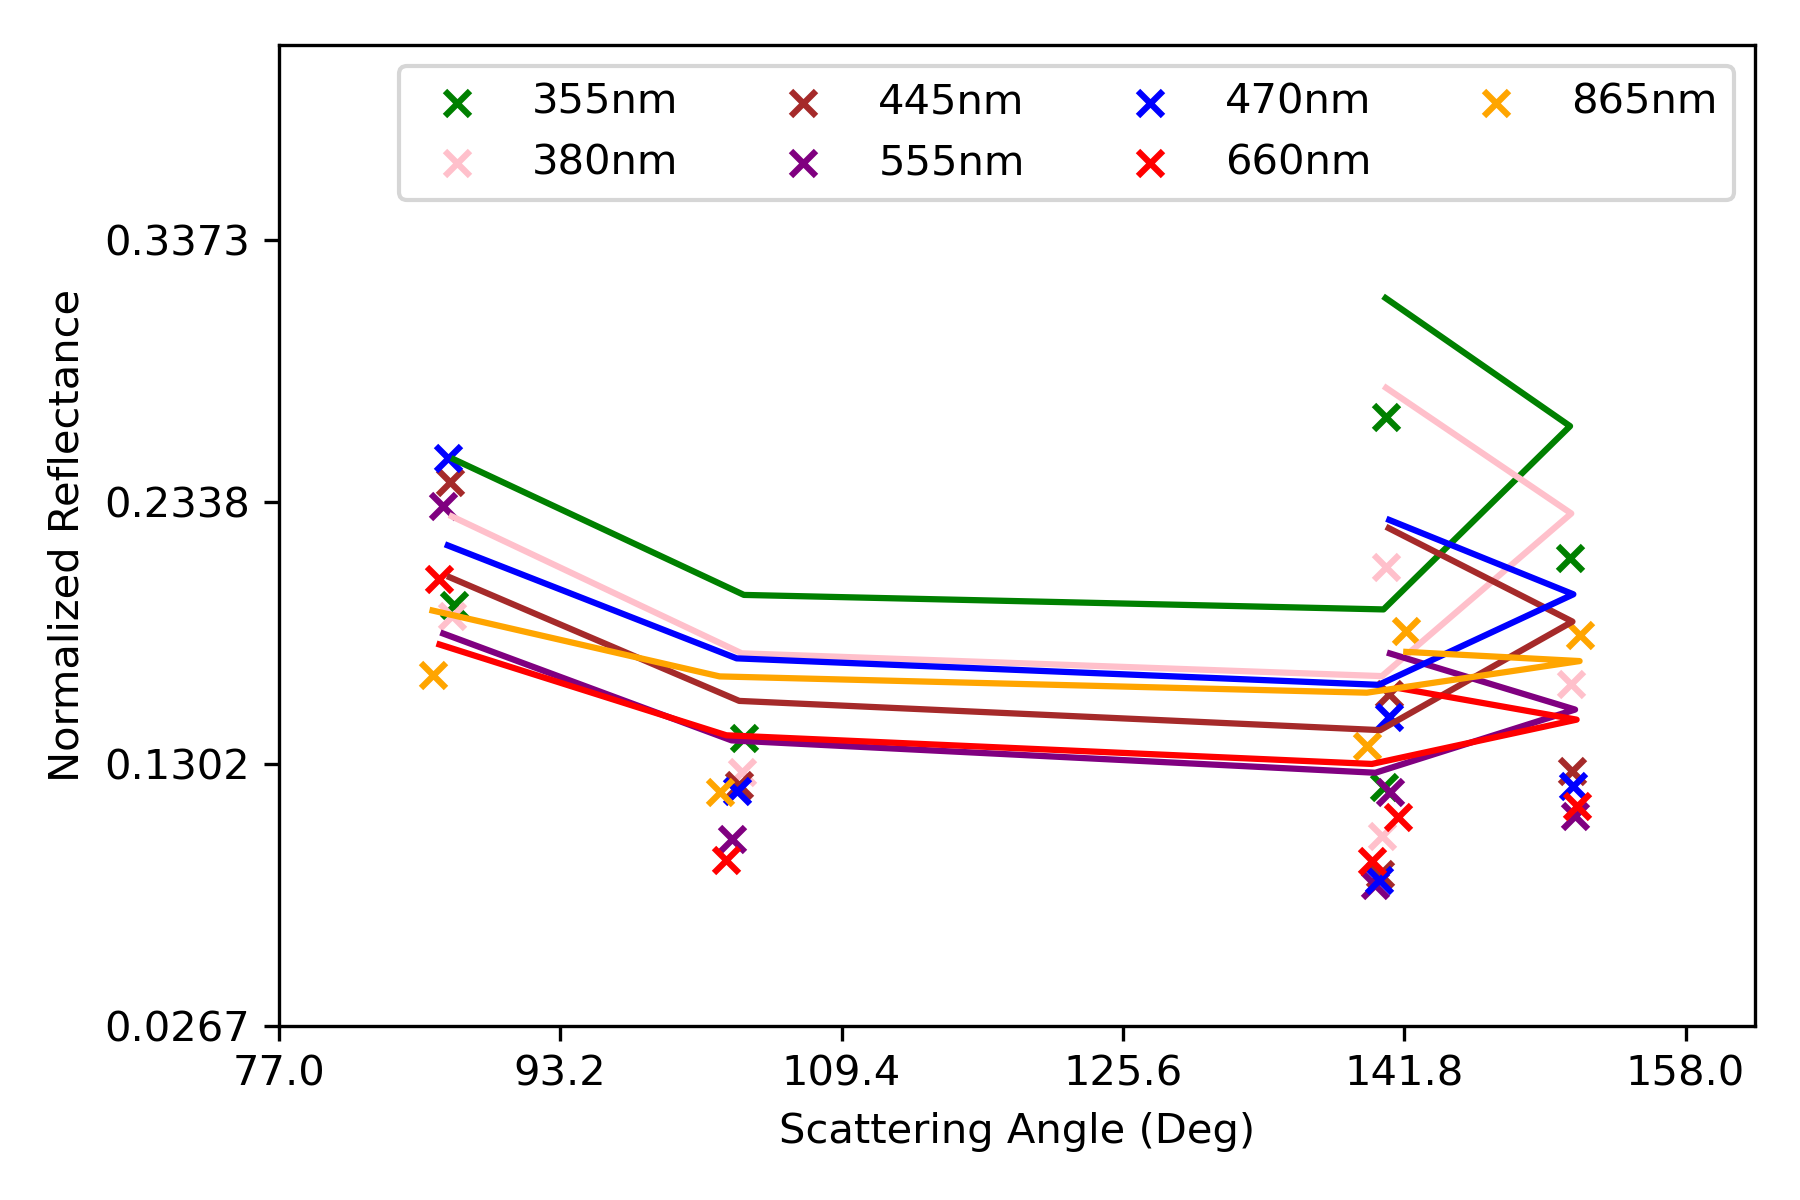 355nm 445nm 470nm 865nm
380nm 555nm 660nm
0.3373
0.2338
0.1302
0.0267
Normalized Reflectance
77.0 93.2 109.4 125.6 141.8 158.0
Scattering Angle (Deg)